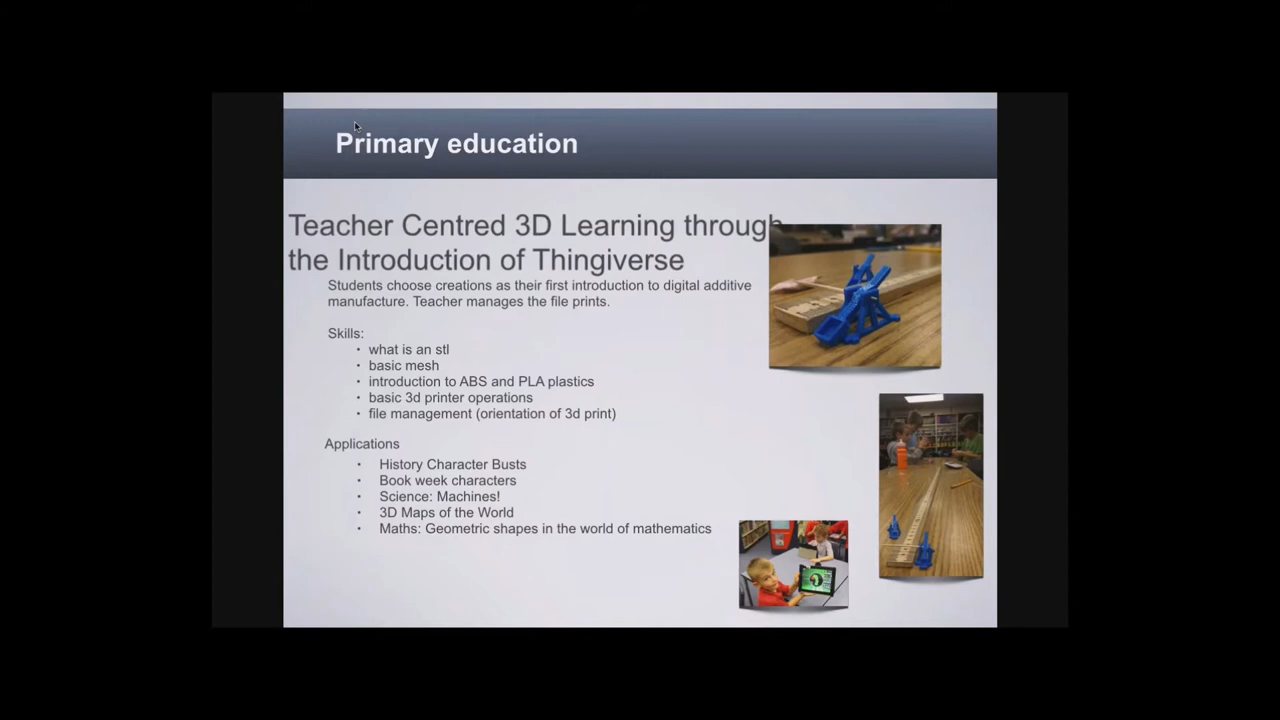 Primary education
Teacher Centred 3D Learning through
the Introduction of Thingiverse
Students choose creations as their first introduction to digital additive
manufacture. Teacher manages the file prints.
Skills:
· what is an stl
· basic mesh
· introduction to ABS and PLA plastics
· basic 3d printer operations
· file management (orientation of 3d print)
Applications
· History Character Busts
· Book week characters
· Science: Machines!
· 3D Maps of the World
· Maths: Geometric shapes in the world of mathematics